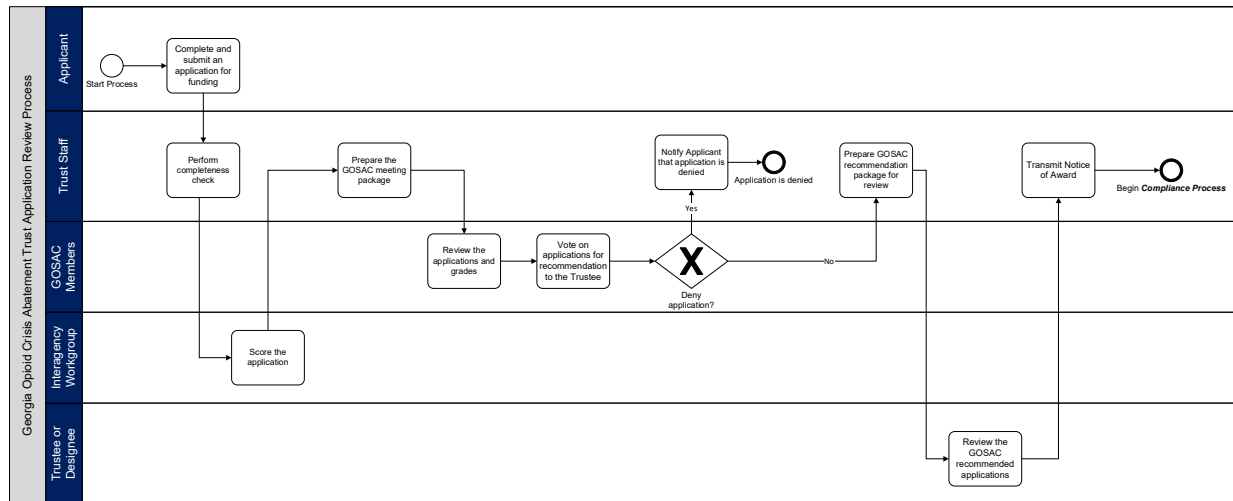 Georgia Opioid Crisis Abatement Trust Application Review Process
Applicant
Start Process
Complete and
submit an
application for
funding
Trust Staff
Perform
completeness
check
Prepare the
GOSAC meeting
package
Notify Applicant
that application is
denied
Application is denied
Prepare GOSAC
recommendation
package for
review
Transmit Notice
of Award
Begin Compliance Process
Yes
GOSAC
Members
Review the
applications and
grades
Vote on
applications for
recommendation
to the Trustee
X
Deny
application?
No
Interagency
Workgroup
Score the
application
Trustee or
Designee
Review the
GOSAC
recommended
applications